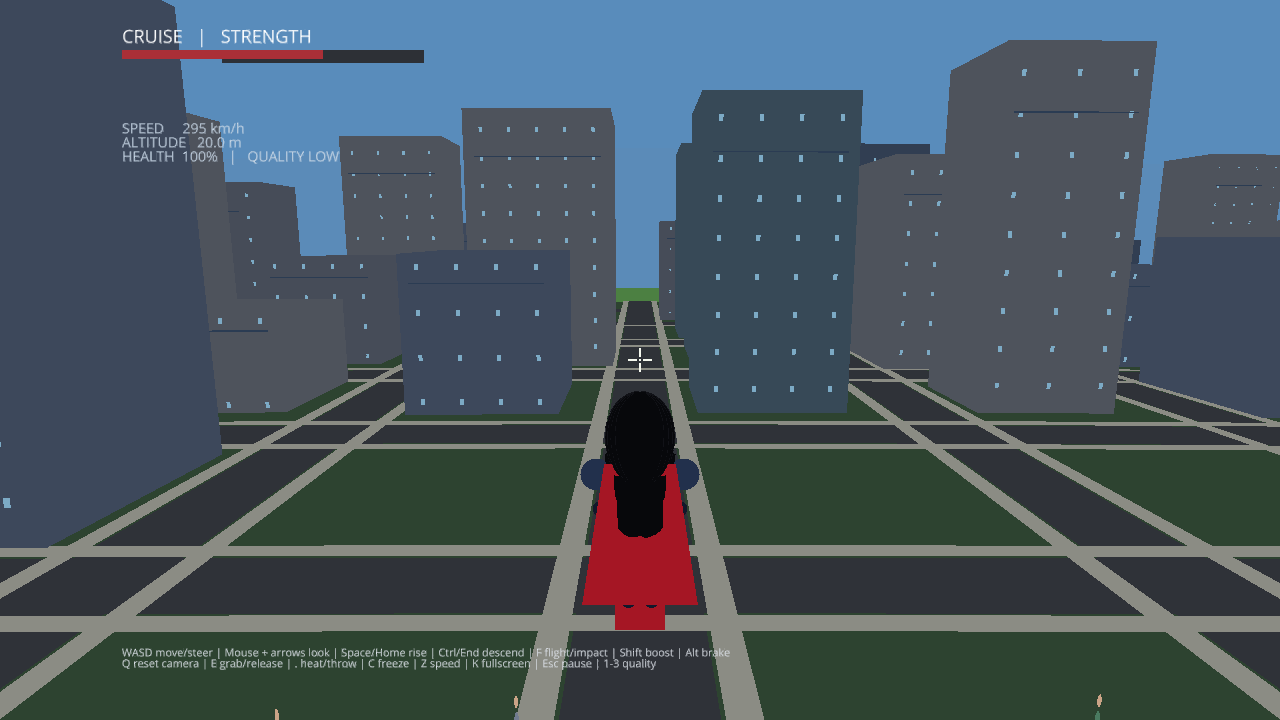 CRUISE | STRENGTH
SPEED 295 km/h
ALTITUDE 20.0 m
HEALTH 100% | QUALITY LOW
WASD move/steer | Mouse + arrows look | Space/Home rise | Ctrl/End descend | F flight/impact | Shift boost | Alt brake
Q reset camera | E grab/release | . heat/throw | C freeze | Z speed | K fullscreen | Esc pause | 1-3 quality